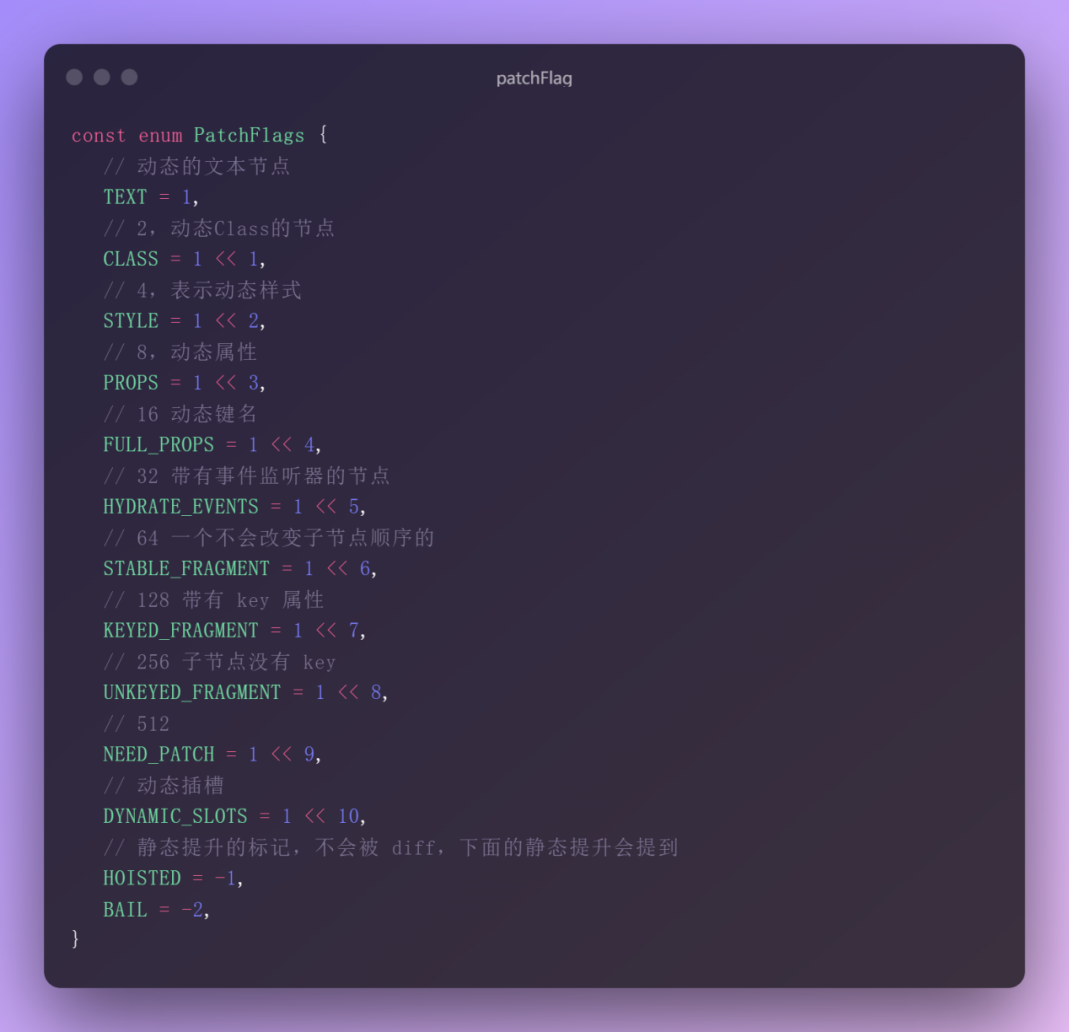 patchFlag
const enum PatchFlags {
// 动态的文本节点
TEXT = 1,
// 2，动态Class的节点
CLASS = 1 << 1,
// 4，表示动态样式
STYLE = 1 << 2,
// 8，动态属性
PROPS = 1 << 3,
// 16 动态键名
FULL_PROPS = 1 << 4,
// 32 带有事件监听器的节点
HYDRATE_EVENTS = 1 << 5,
// 64 一个不会改变子节点顺序的
STABLE_FRAGMENT = 1 << 6,
// 128 带有 key 属性
KEYED_FRAGMENT = 1 << 7,
// 256 子节点没有 key
UNKEYED_FRAGMENT = 1 << 8,
// 512
NEED_PATCH = 1 << 9,
// 动态插槽
DYNAMIC_SLOTS = 1 << 10,
// 静态提升的标记，不会被 diff，下面的静态提升会提到
HOISTED = -1,
BAIL = -2,
}